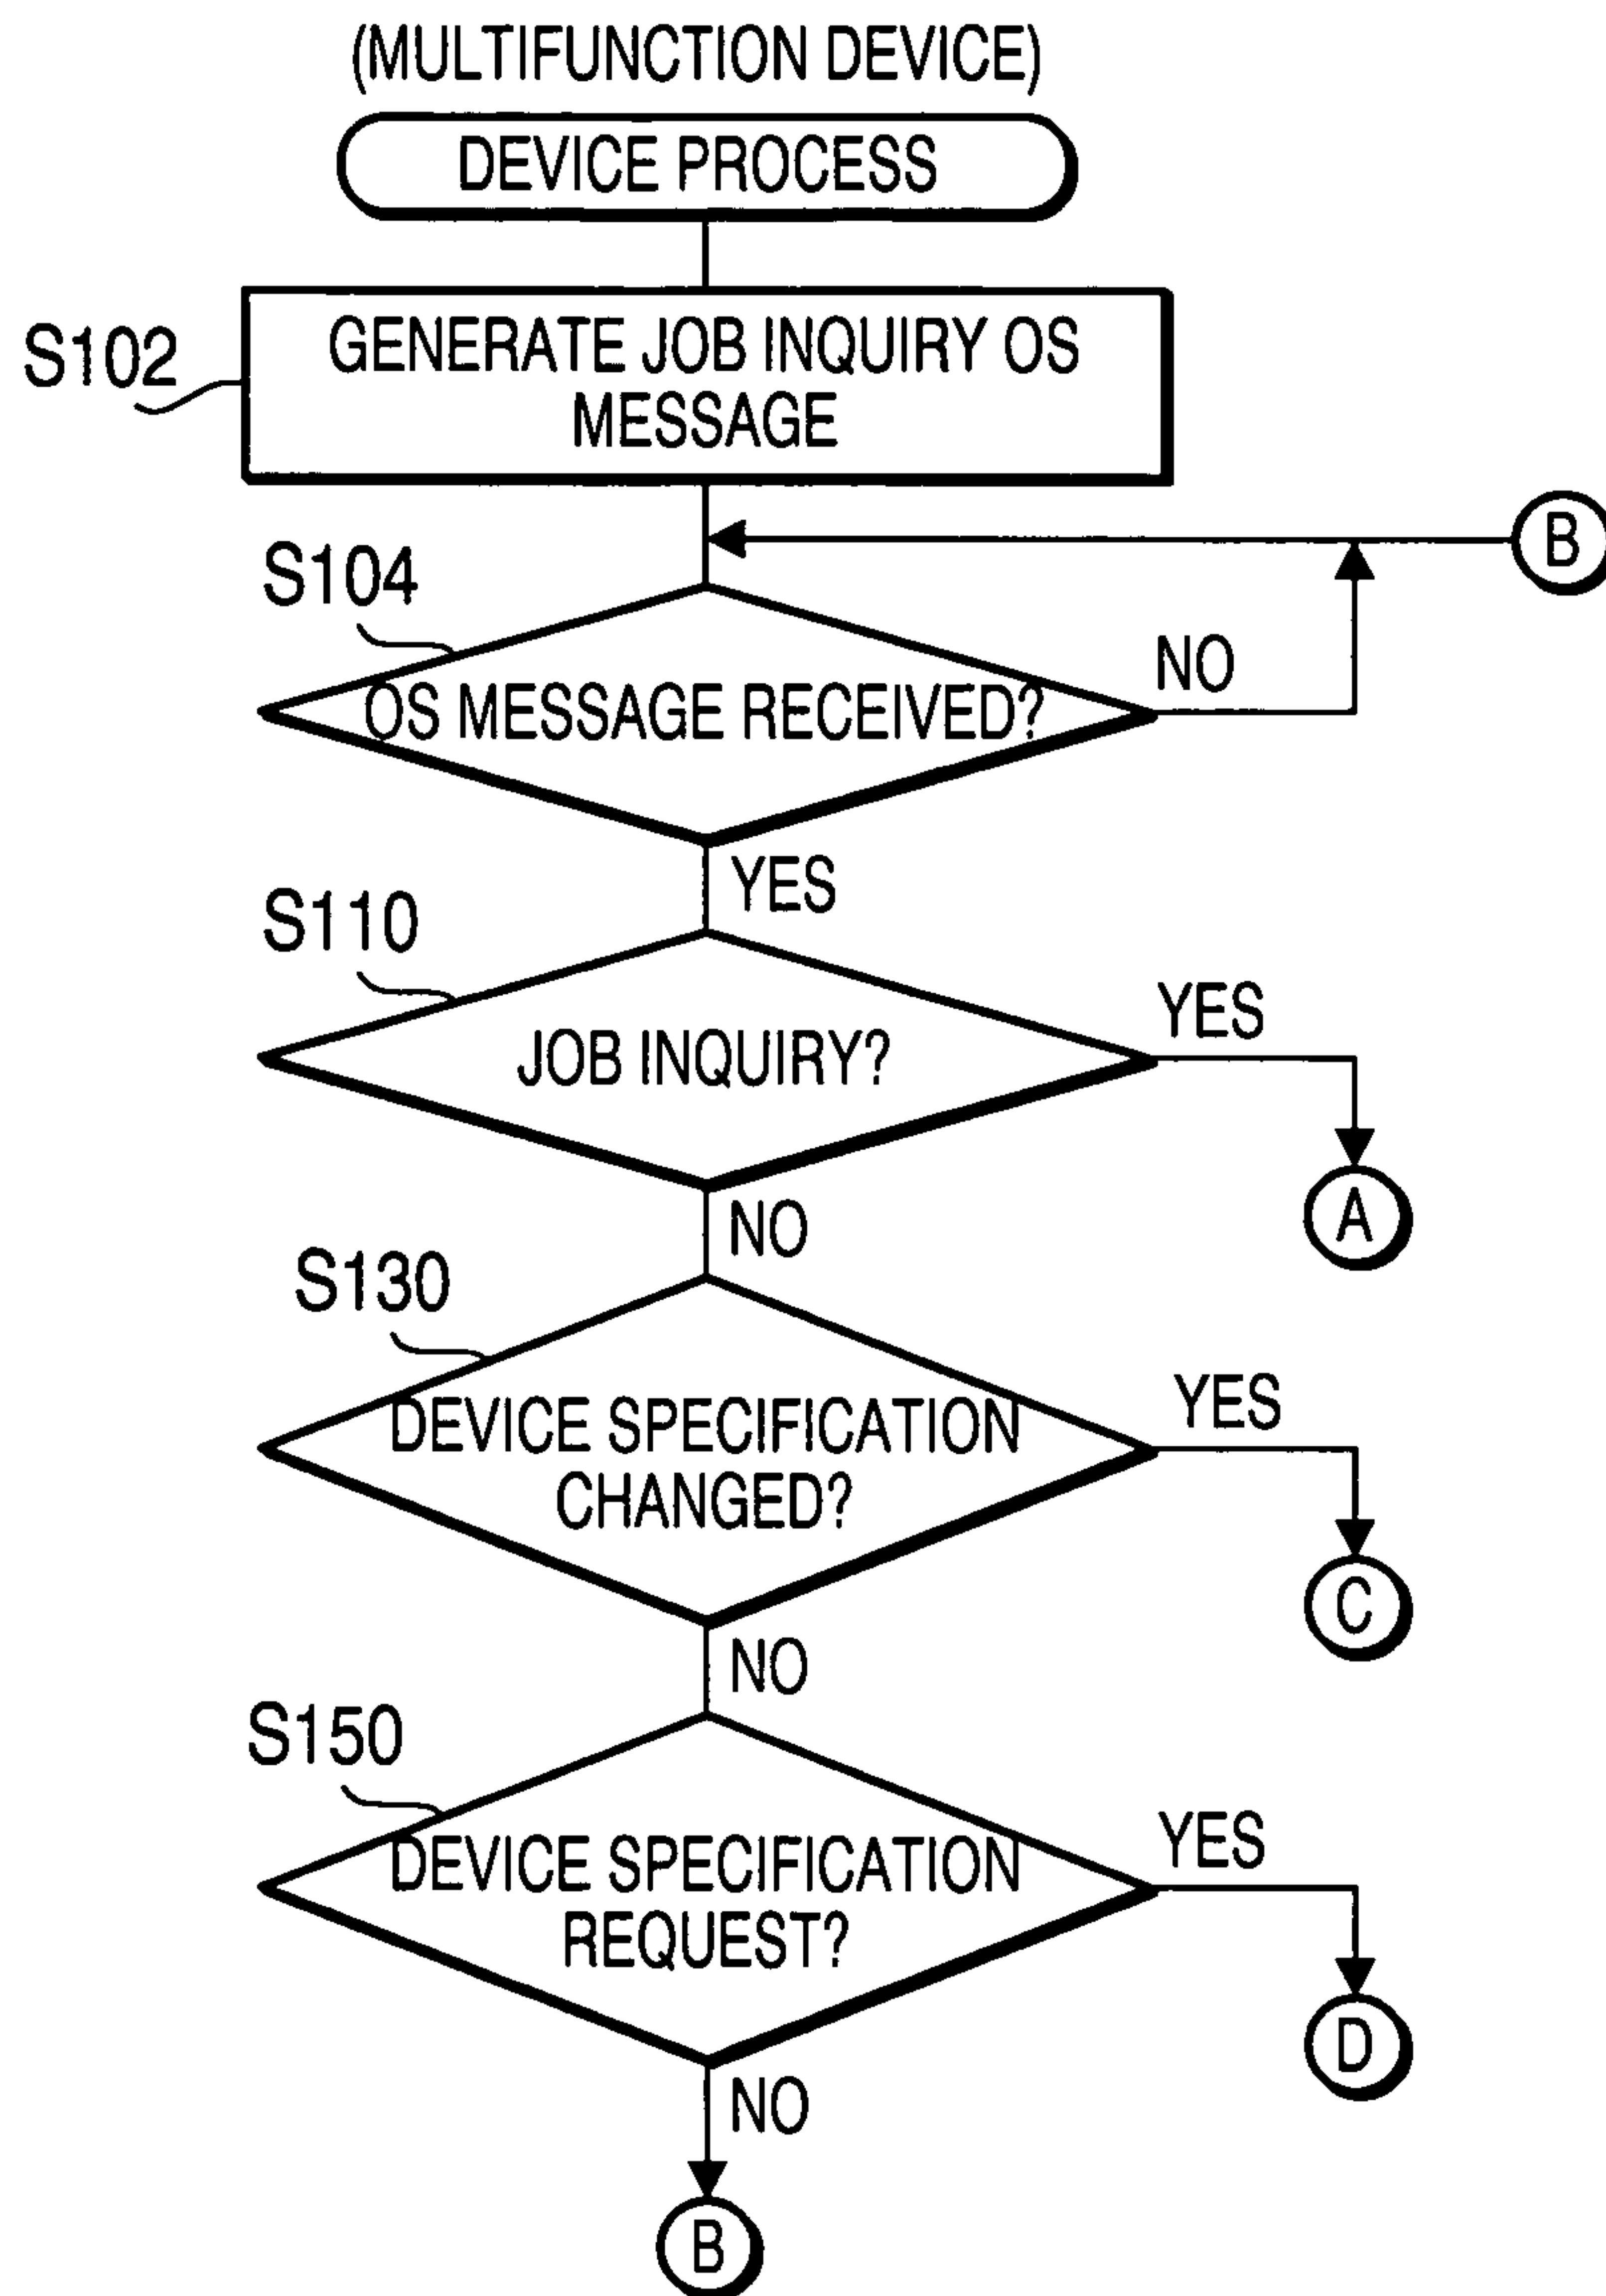 (MULTIFUNCTION DEVICE)
DEVICE PROCESS
S102
GENERATE JOB INQUIRY OS
MESSAGE
B
S104
OS MESSAGE RECEIVED?
NO
YES
S110
JOB INQUIRY?
YES
A
NO
S130
DEVICE SPECIFICATION
CHANGED?
YES
C
NO
S150
DEVICE SPECIFICATION
REQUEST?
YES
D
NO
B